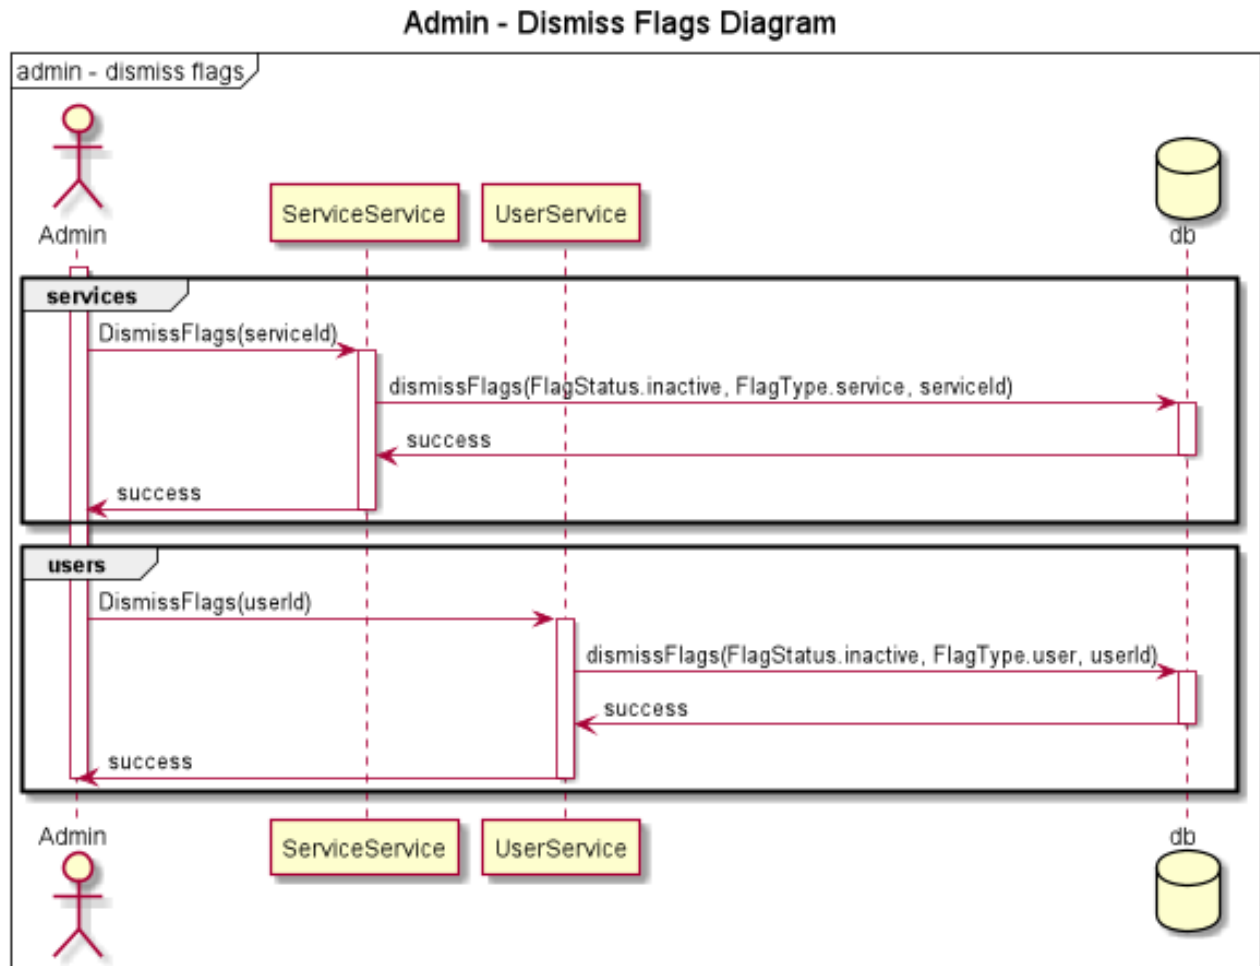 Admin - Dismiss Flags Diagram
admin - dismiss flags
Admin
ServiceService
UserService
db
services
DismissFlags(serviceId)
dismissFlags(FlagStatus.inactive, FlagType.service, serviceId)
success
success
users
DismissFlags(userId)
dismissFlags(FlagStatus.inactive, FlagType.user, userId)
success
success
Admin
ServiceService
UserService
db